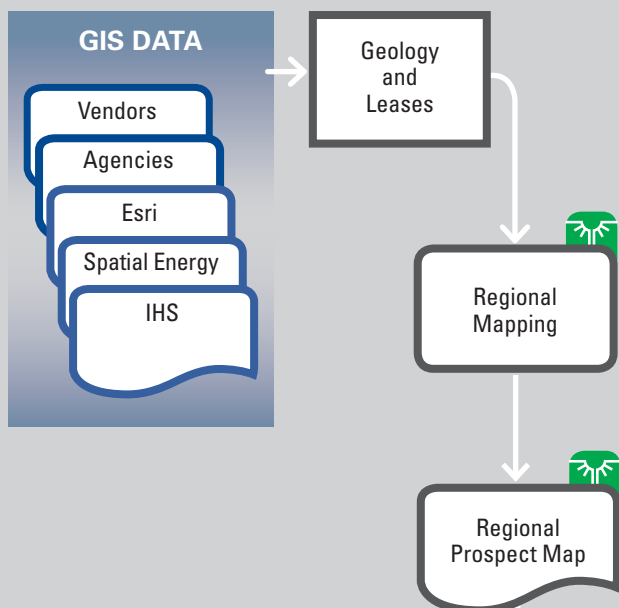 GIS DATA
Vendors
Agencies
Esri
Spatial Energy
IHS
Geology
and
Leases
Regional
Mapping
Regional
Prospect Map